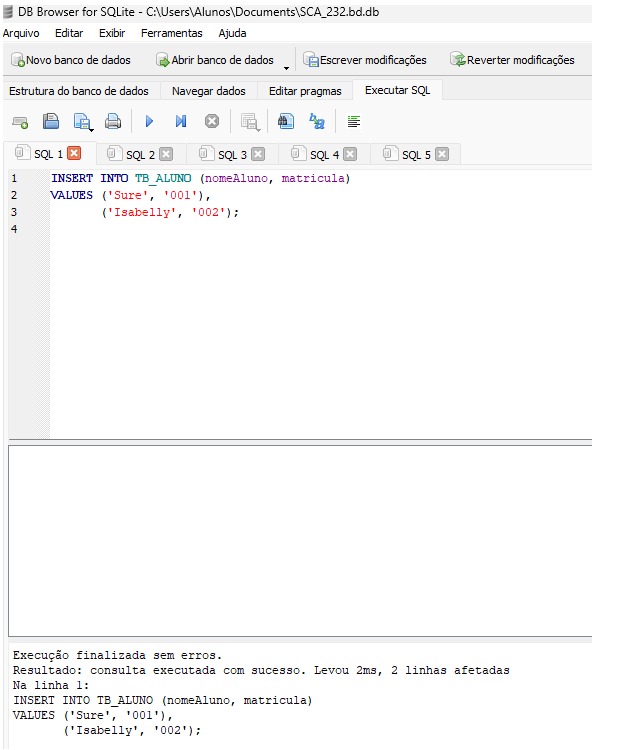 DB Browser for SQLite - C:\Users\Alunos\Documents\SCA_232.bd.db
Arquivo Editar Exibir Ferramentas Ajuda
Novo banco de dados Abrir banco de dados Escrever modificações Reverter modificações
Estrutura do banco de dados Navegar dados Editar pragmas Executar SQL
SQL 1 SQL 2 SQL 3 SQL 4 SQL 5
1 INSERT INTO TB_ALUNO (nomeAluno, matricula)
2 VALUES ('Sure', '001'),
3 ('Isabelly', '002');
4
Execução finalizada sem erros.
Resultado: consulta executada com sucesso. Levou 2ms, 2 linhas afetadas
Na linha 1:
INSERT INTO TB_ALUNO (nomeAluno, matricula)
VALUES ('Sure', '001'),
('Isabelly', '002');